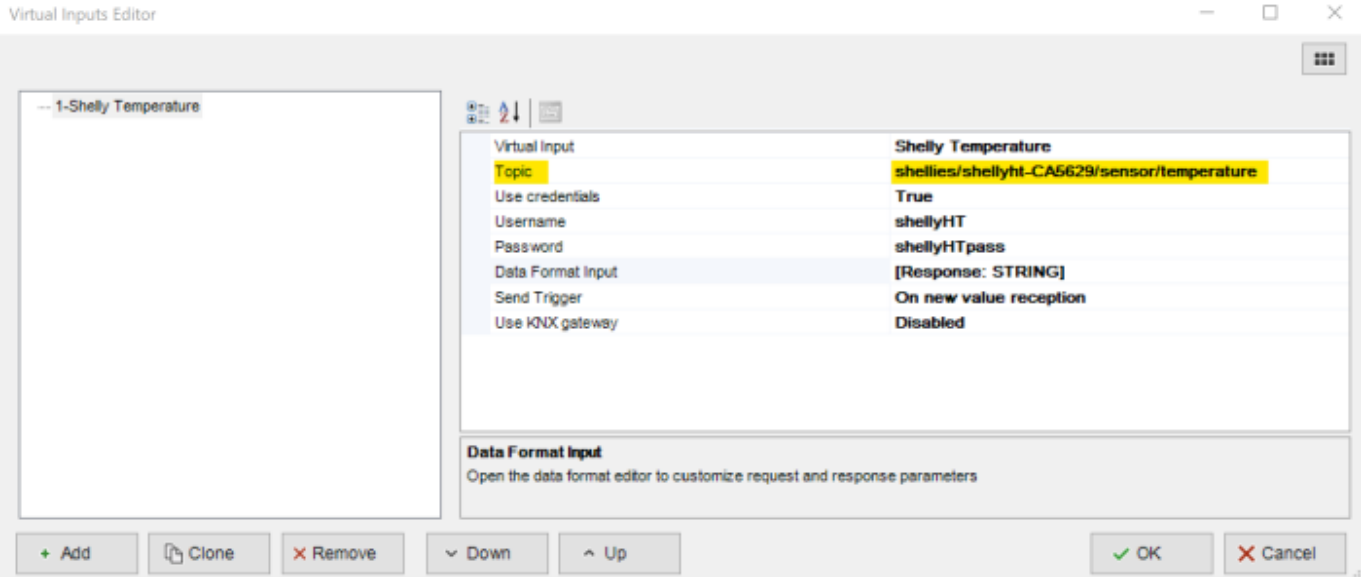 Virtual Inputs Editor
1-Shelly Temperature
Virtual Input Shelly Temperature
Topic shellies/shellyht-CA5629/sensor/temperature
Use credentials True
Username shellyHT
Password shellyHTpass
Data Format Input [Response: STRING]
Send Trigger On new value reception
Use KNX gateway Disabled
Data Format Input
Open the data format editor to customize request and response parameters
+ Add Clone Remove Down Up OK Cancel